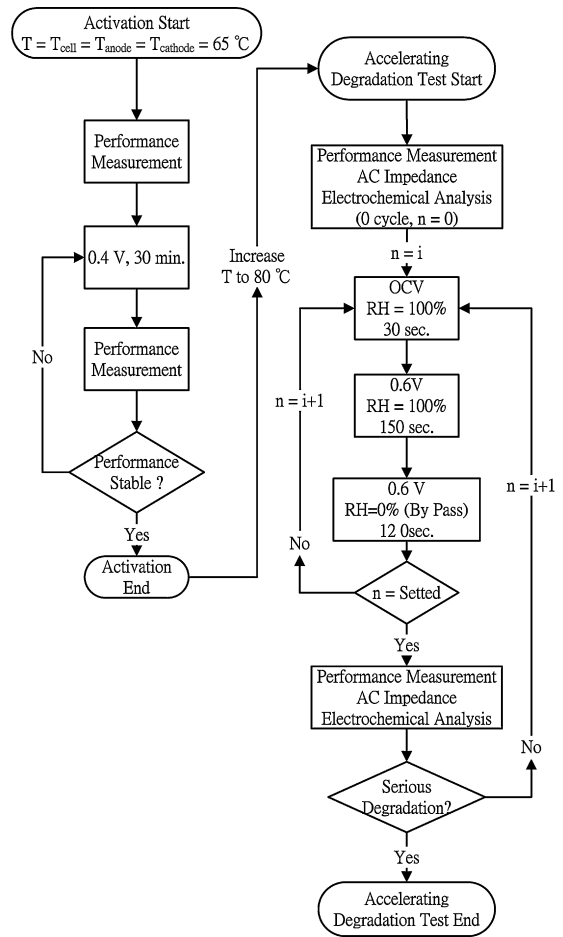 Activation Start
T = Tcell = Tanode = Tcathode = 65 ℃
Performance
Measurement
0.4 V, 30 min.
Performance
Measurement
No
Performance
Stable ?
Yes
Activation
End
Increase
T to 80 ℃
Accelerating
Degradation Test Start
Performance Measurement
AC Impedance
Electrochemical Analysis
(0 cycle, n = 0)
n = i
OCV
RH = 100%
30 sec.
0.6V
RH = 100%
150 sec.
n = i+1
0.6 V
RH=0% (By Pass)
12 0sec.
n = i+1
No
n = Setted
Yes
Performance Measurement
AC Impedance
Electrochemical Analysis
No
Serious
Degradation?
Yes
Accelerating
Degradation Test End